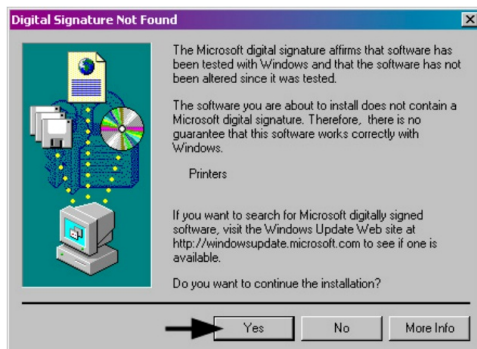 Digital Signature Not Found
The Microsoft digital signature affirms that software has
been tested with Windows and that the software has not
been altered since it was tested.
The software you are about to install does not contain a
Microsoft digital signature. Therefore, there is no
guarantee that this software works correctly with
Windows.
Printers
If you want to search for Microsoft digitally signed
software, visit the Windows Update Web site at
http://windowsupdate.microsoft.com to see if one is
available.
Do you want to continue the installation?
Yes
No
More Info